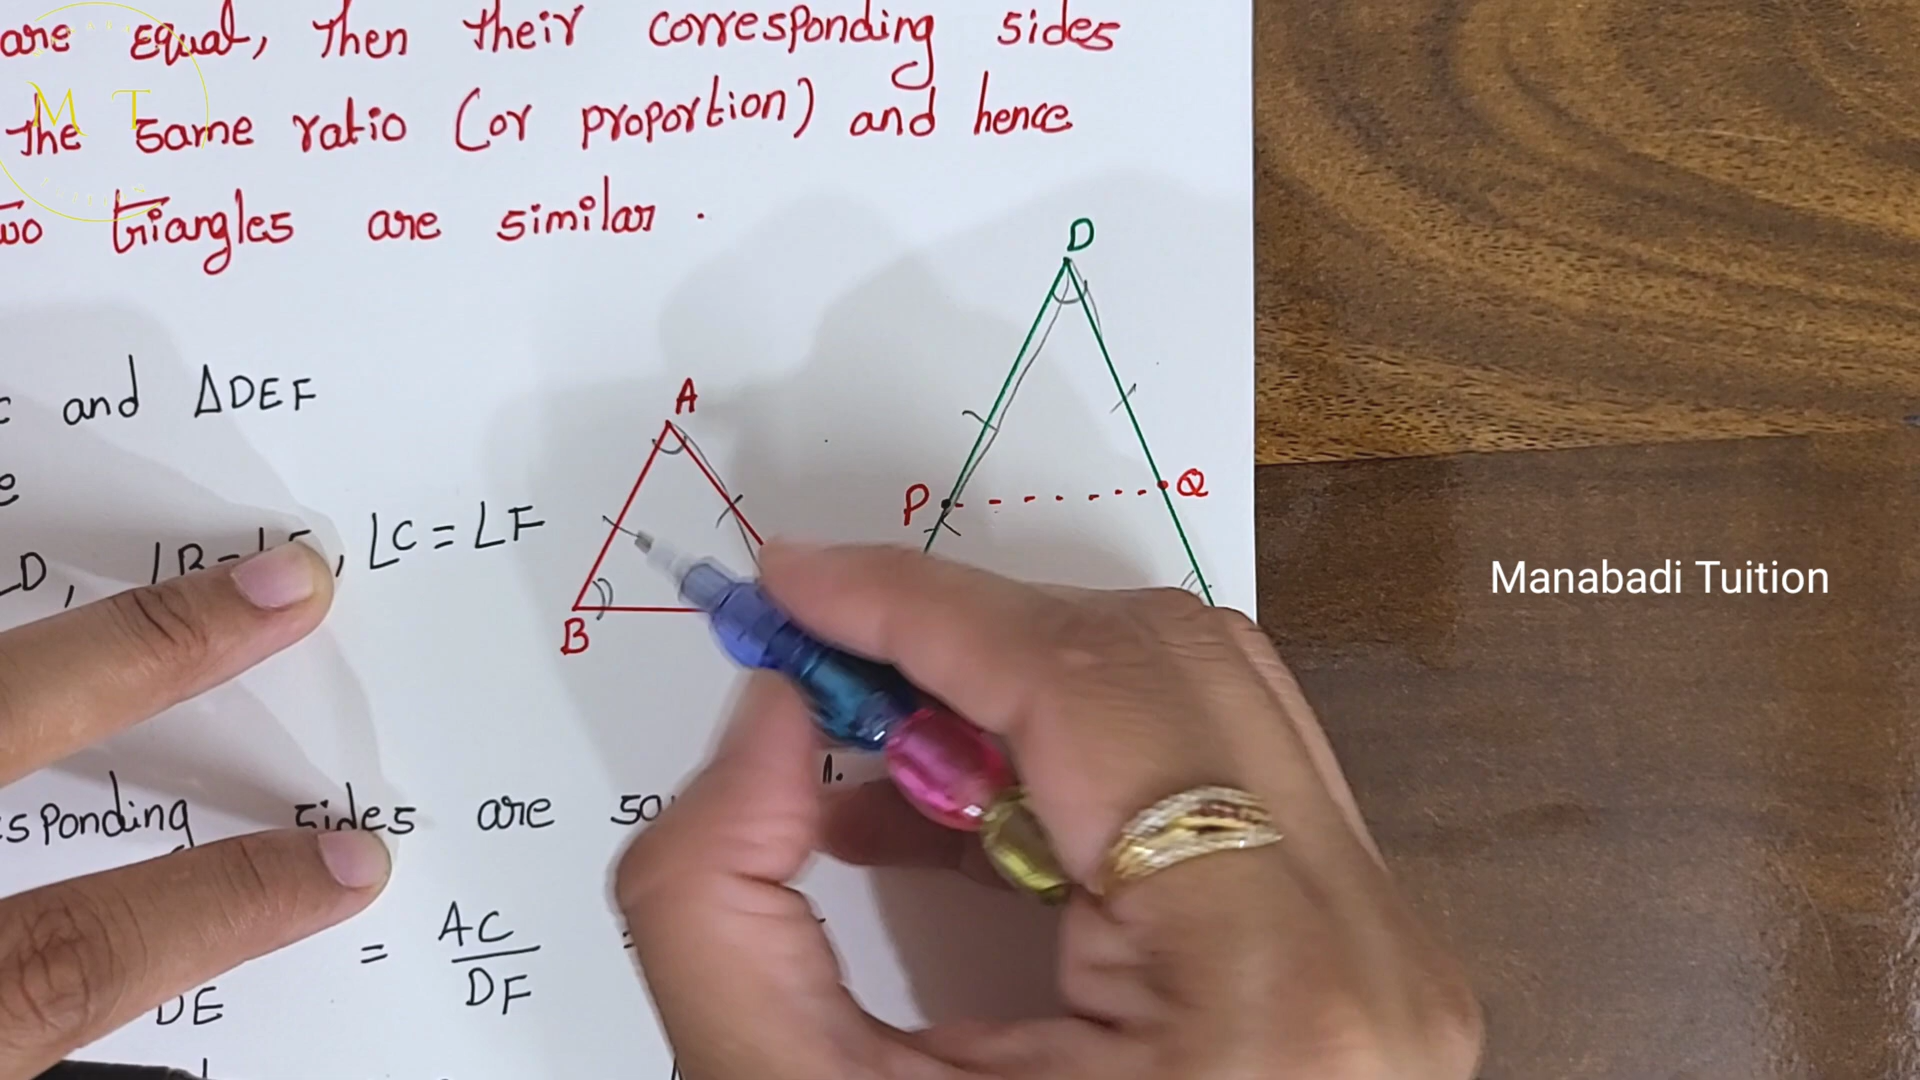 are equal, then their corresponding sides
M T
the same ratio (or proportion) and hence
triangles are similar.
D
A
and ΔDEF
P Q
∠D, ∠B = , ∠C = ∠F
Manabadi Tuition
B
sponding sides are
= AC
DE DF